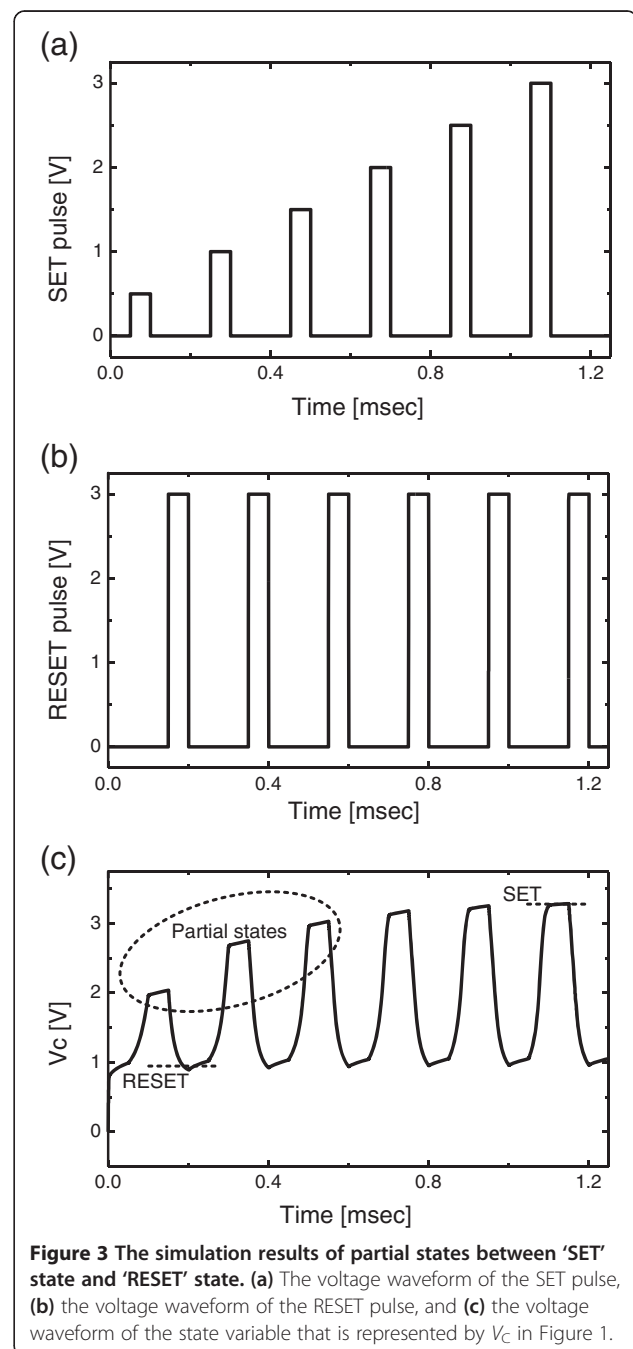 (a)
3
2
1
0
SET pulse [V]
0.0 0.4 0.8 1.2
Time [msec]
(b)
3
2
1
0
RESET pulse [V]
0.0 0.4 0.8 1.2
Time [msec]
(c)
SET
3
Partial states
2
Vc [V]
1
RESET
0
0.0 0.4 0.8 1.2
Time [msec]
Figure 3 The simulation results of partial states between ‘SET’
state and ‘RESET’ state. (a) The voltage waveform of the SET pulse,
(b) the voltage waveform of the RESET pulse, and (c) the voltage
waveform of the state variable that is represented by VC in Figure 1.